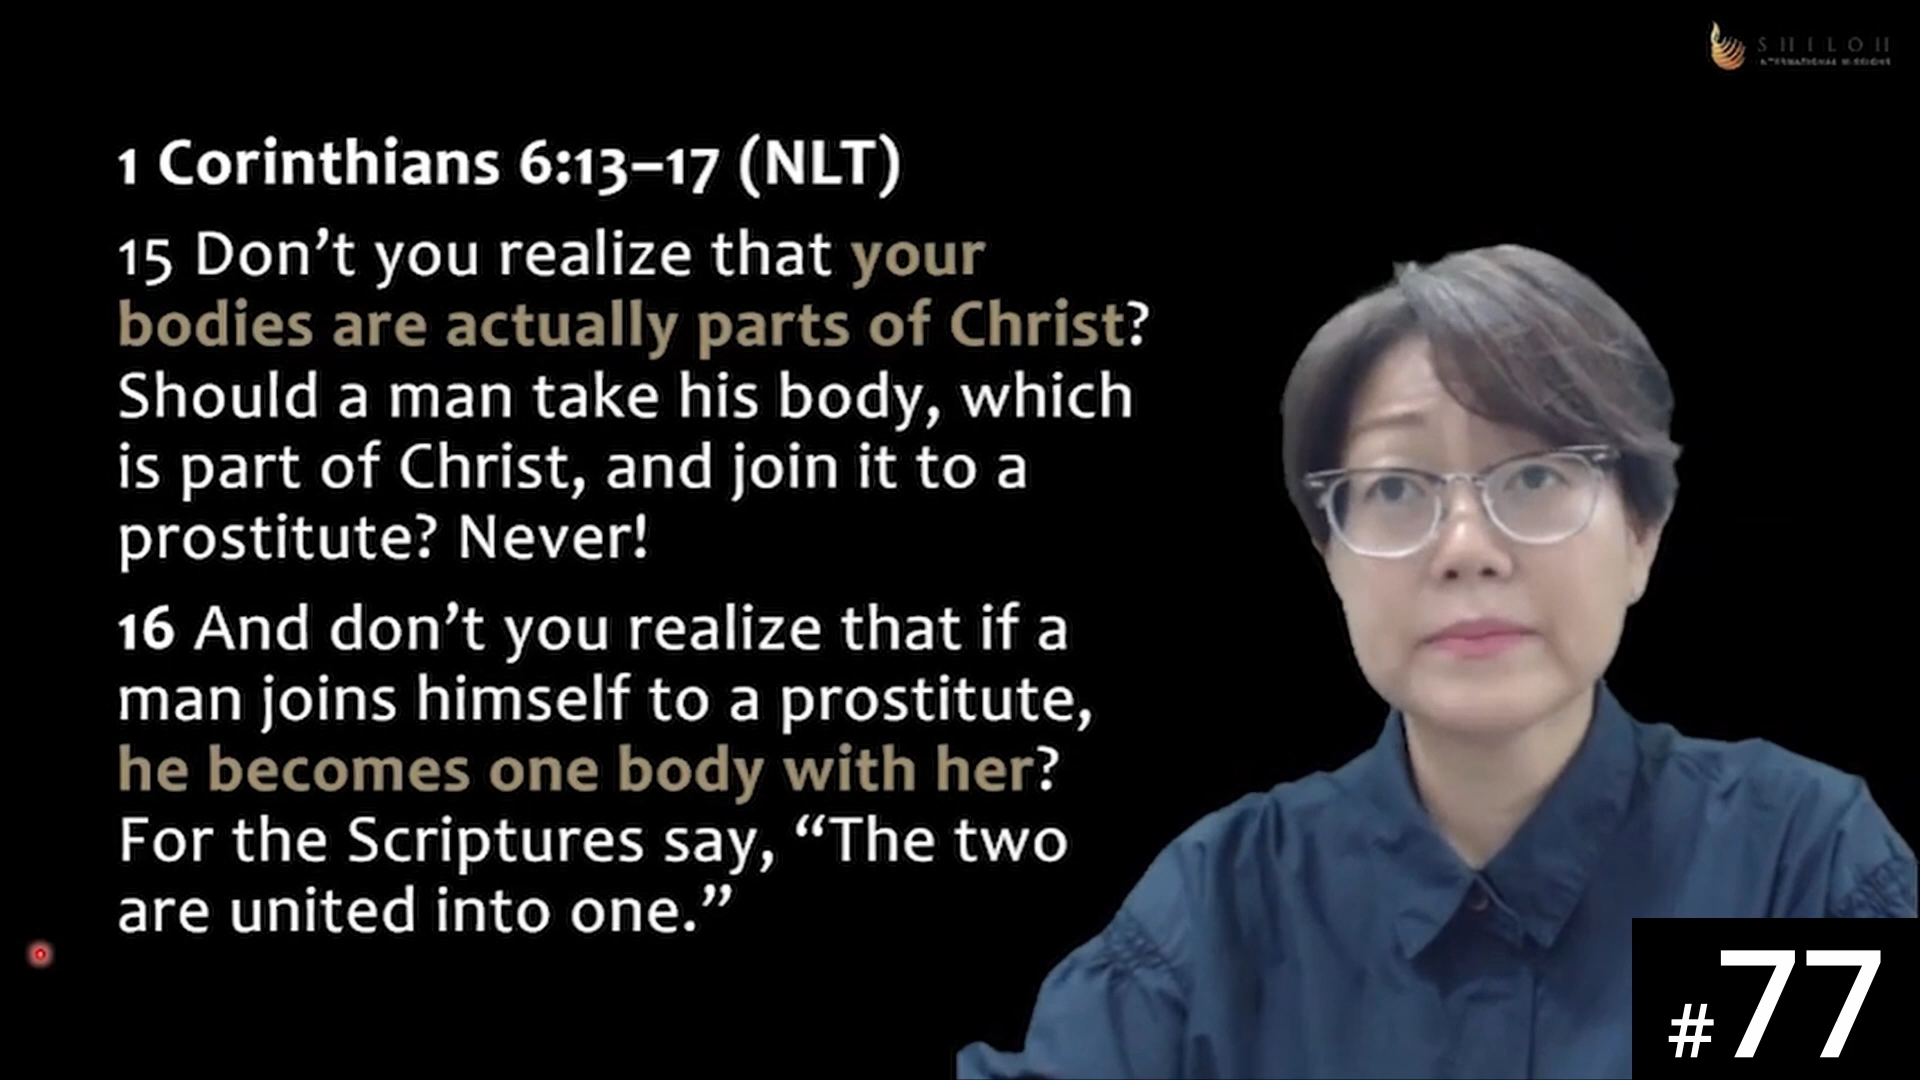 SHILOH
INTERNATIONAL MISSIONS
1 Corinthians 6:13–17 (NLT)
15 Don’t you realize that your
bodies are actually parts of Christ?
Should a man take his body, which
is part of Christ, and join it to a
prostitute? Never!
16 And don’t you realize that if a
man joins himself to a prostitute,
he becomes one body with her?
For the Scriptures say, “The two
are united into one.”
#77